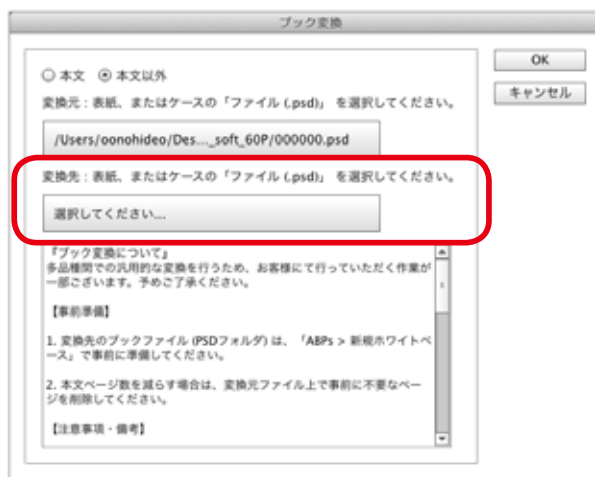 ブック変換
本文 本文以外
OK
キャンセル
変換元 : 表紙、またはケースの「ファイル (.psd)」 を選択してください。
/Users/oonohideo/Des..._soft_60P/000000.psd
変換先 : 表紙、またはケースの「ファイル (.psd)」 を選択してください。
選択してください...
『ブック変換について』
多品種間での汎用的な変換を行うため、お客様にて行っていただく作業が
一部ございます。予めご了承ください。
【事前準備】
1. 変換先のブックファイル (PSDフォルダ) は、「ABPs > 新規ホワイトベ
ース」で事前に準備してください。
2. 本文ページ数を減らす場合は、変換元ファイル上で事前に不要なペー
ジを削除してください。
【注意事項・備考】